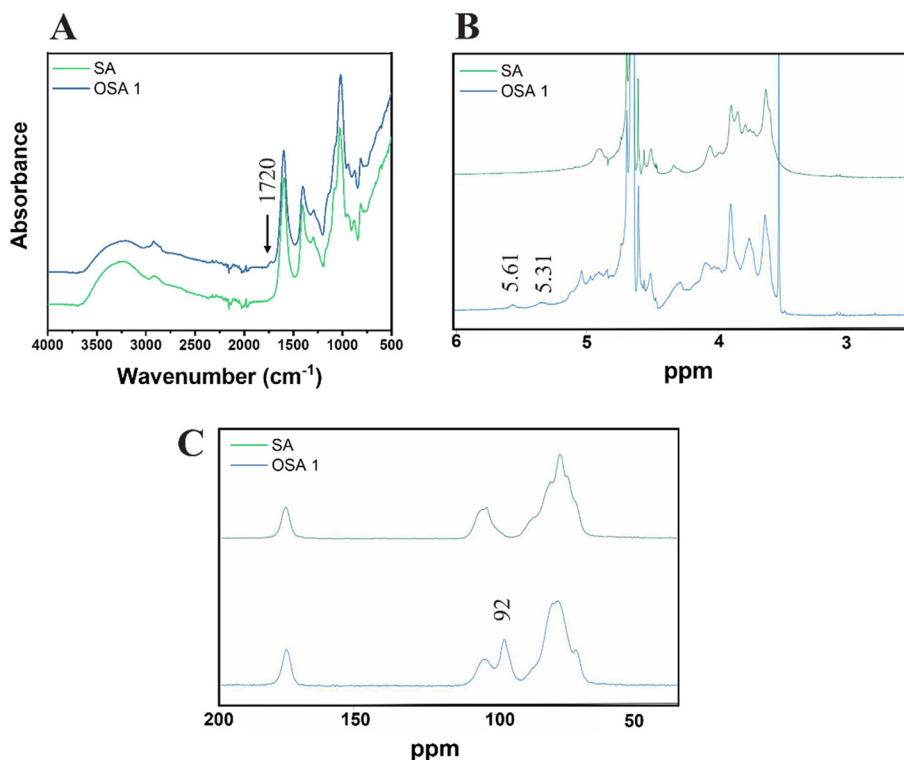 A
SA
OSA 1
1720
Absorbance
4000 3500 3000 2500 2000 1500 1000 500
Wavenumber (cm-1)
B
SA
OSA 1
5.61
5.31
6 5 4 3
ppm
C
SA
OSA 1
92
200 150 100 50
ppm